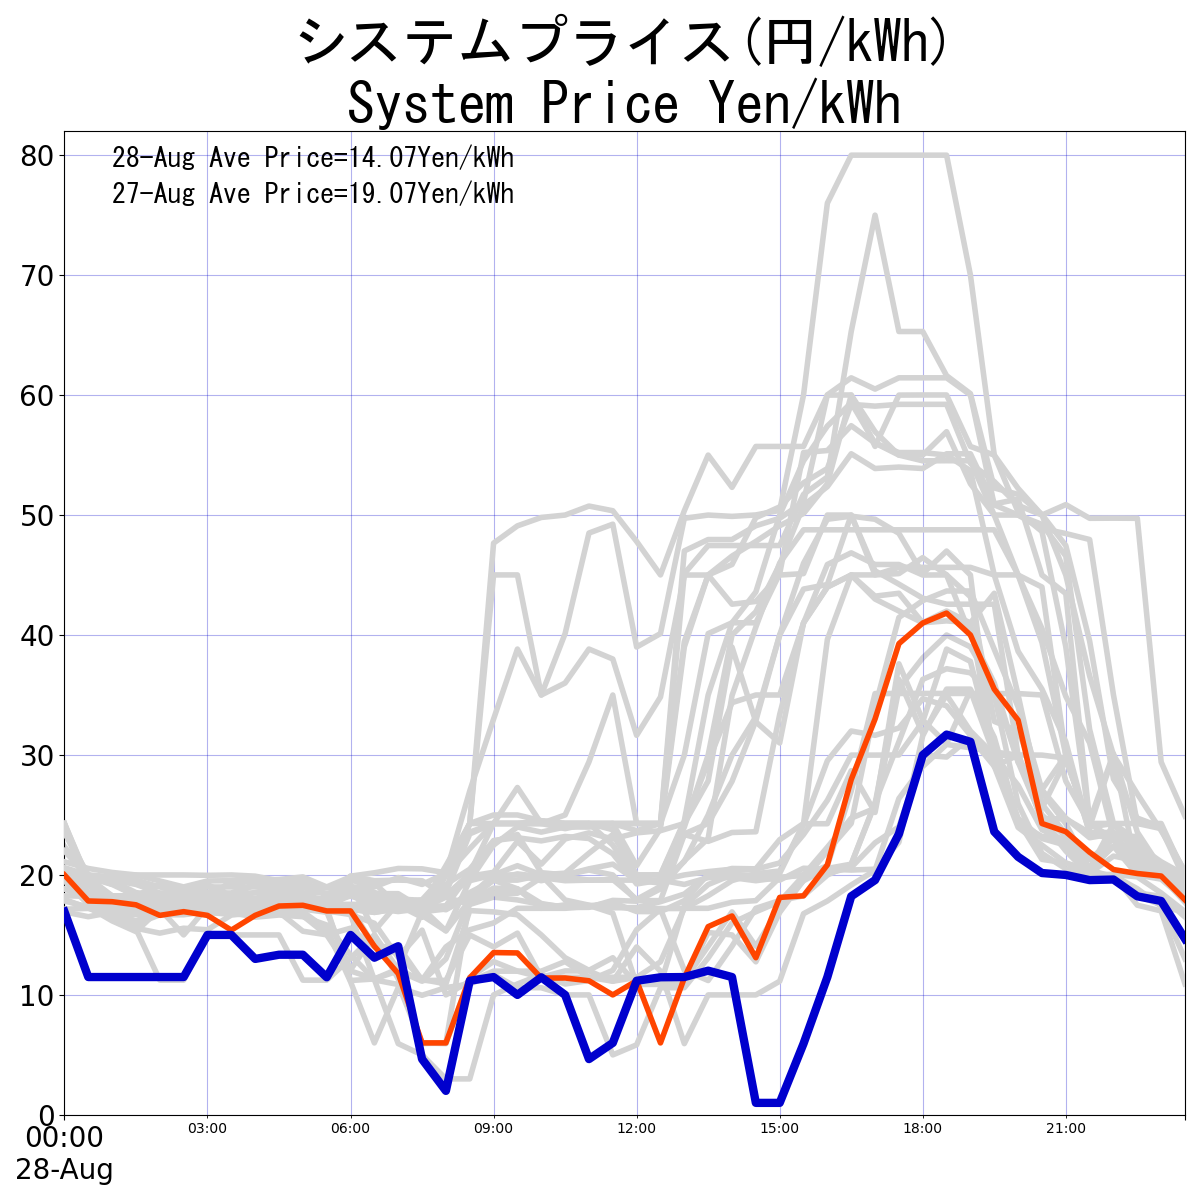 システムプライス(円/kWh)
System Price Yen/kWh
28-Aug Ave Price=14.07Yen/kWh
27-Aug Ave Price=19.07Yen/kWh
80
70
60
50
40
30
20
10
0
00:00 03:00 06:00 09:00 12:00 15:00 18:00 21:00
28-Aug